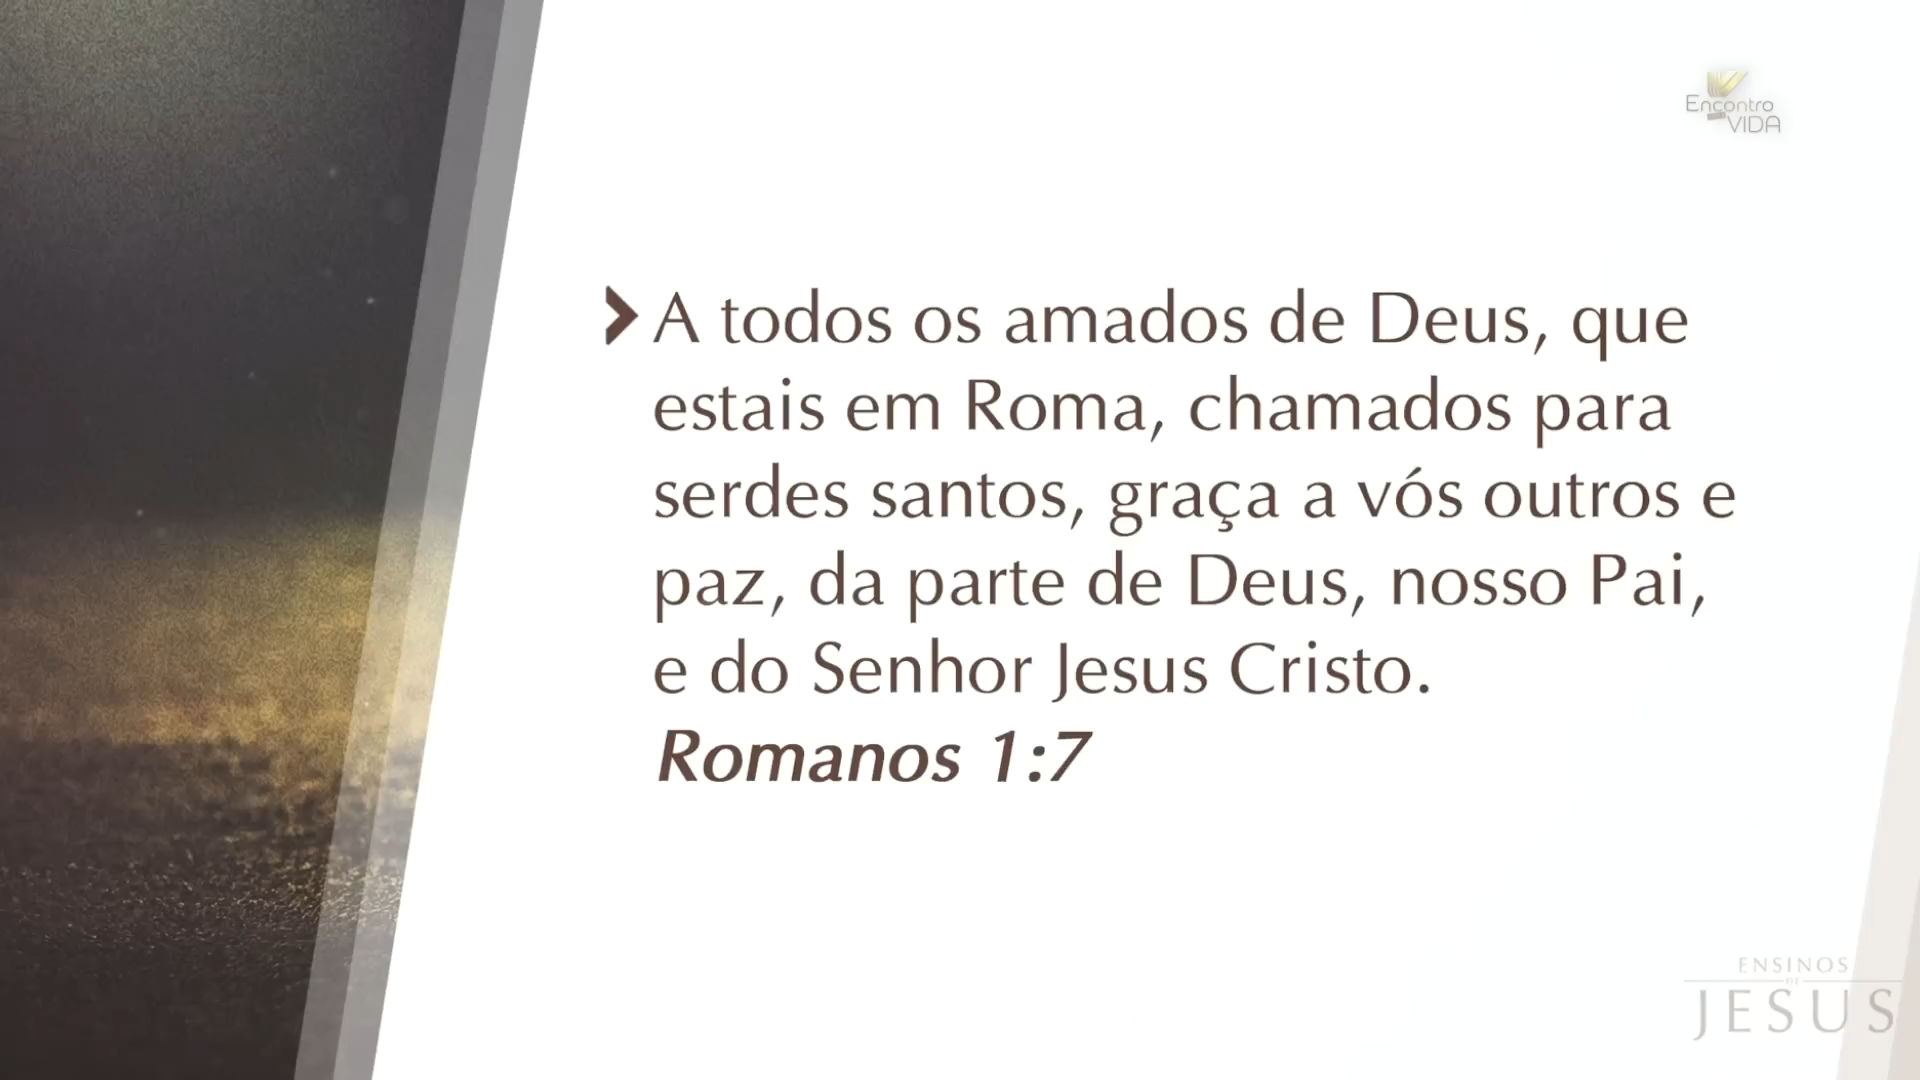 Encontro
VIDA
A todos os amados de Deus, que
estais em Roma, chamados para
serdes santos, graça a vós outros e
paz, da parte de Deus, nosso Pai,
e do Senhor Jesus Cristo.
Romanos 1:7
ENSINOS
DE
JESUS